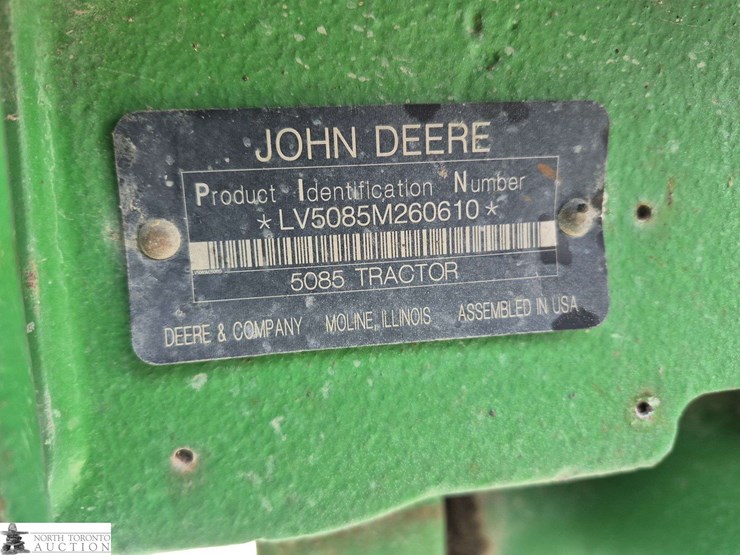 JOHN DEERE
Product Identification Number
*LV5085M260610*
5085 TRACTOR
DEERE & COMPANY MOLINE, ILLINOIS ASSEMBLED IN USA
NORTH TORONTO
AUCTION